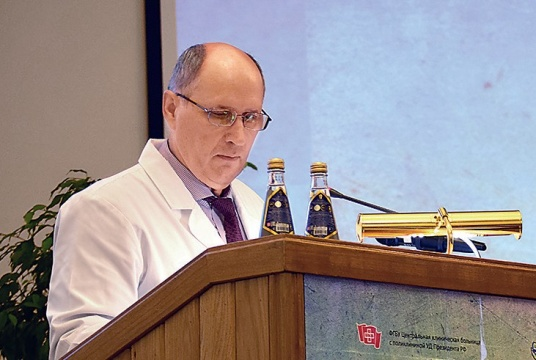 ФГБУ Центральная клиническая больница
с поликлиникой УД Президента РФ